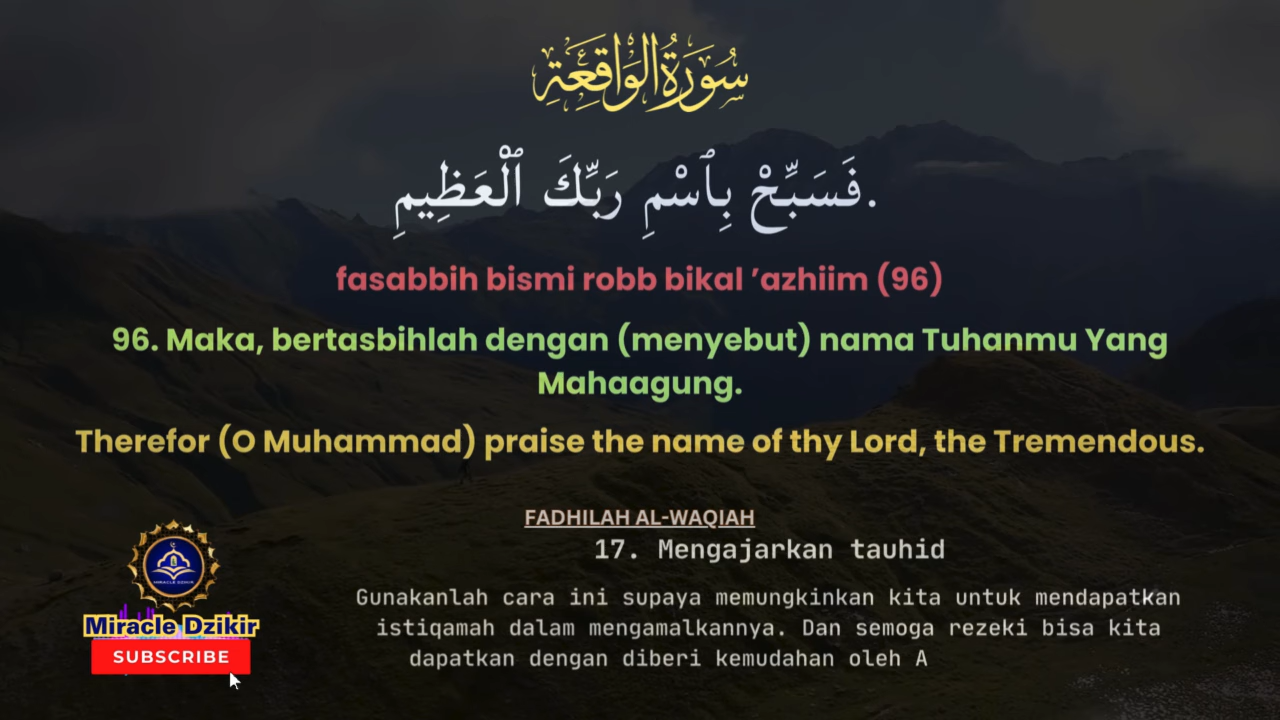 سُورَةُ الوَاقِعَةِ
فَسَبِّحْ بِٱسْمِ رَبِّكَ ٱلْعَظِيمِ.
fasabbih bismi robb bikal ’azhiim (96)
96. Maka, bertasbihlah dengan (menyebut) nama Tuhanmu Yang
Mahaagung.
Therefor (O Muhammad) praise the name of thy Lord, the Tremendous.
FADHILAH AL-WAQIAH
17. Mengajarkan tauhid
Gunakanlah cara ini supaya memungkinkan kita untuk mendapatkan
istiqamah dalam mengamalkannya. Dan semoga rezeki bisa kita
dapatkan dengan diberi kemudahan oleh A
MIRACLE DZIKIR
Miracle Dzikir
SUBSCRIBE